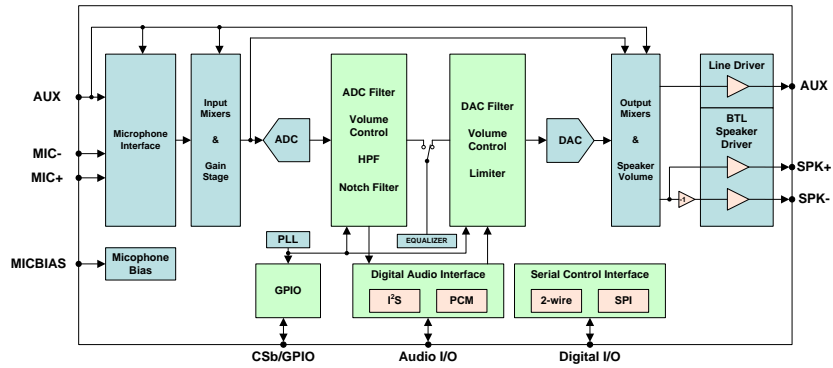 AUX
MIC-
MIC+
MICBIAS
Microphone
Interface
Micophone
Bias
Input
Mixers
&
Gain
Stage
ADC
ADC Filter
Volume
Control
HPF
Notch Filter
EQUALIZER
DAC Filter
Volume
Control
Limiter
DAC
Output
Mixers
&
Speaker
Volume
-1
Line Driver
BTL
Speaker
Driver
AUX
SPK+
SPK-
PLL
GPIO
Digital Audio Interface
I²S
PCM
Serial Control Interface
2-wire
SPI
CSb/GPIO
Audio I/O
Digital I/O